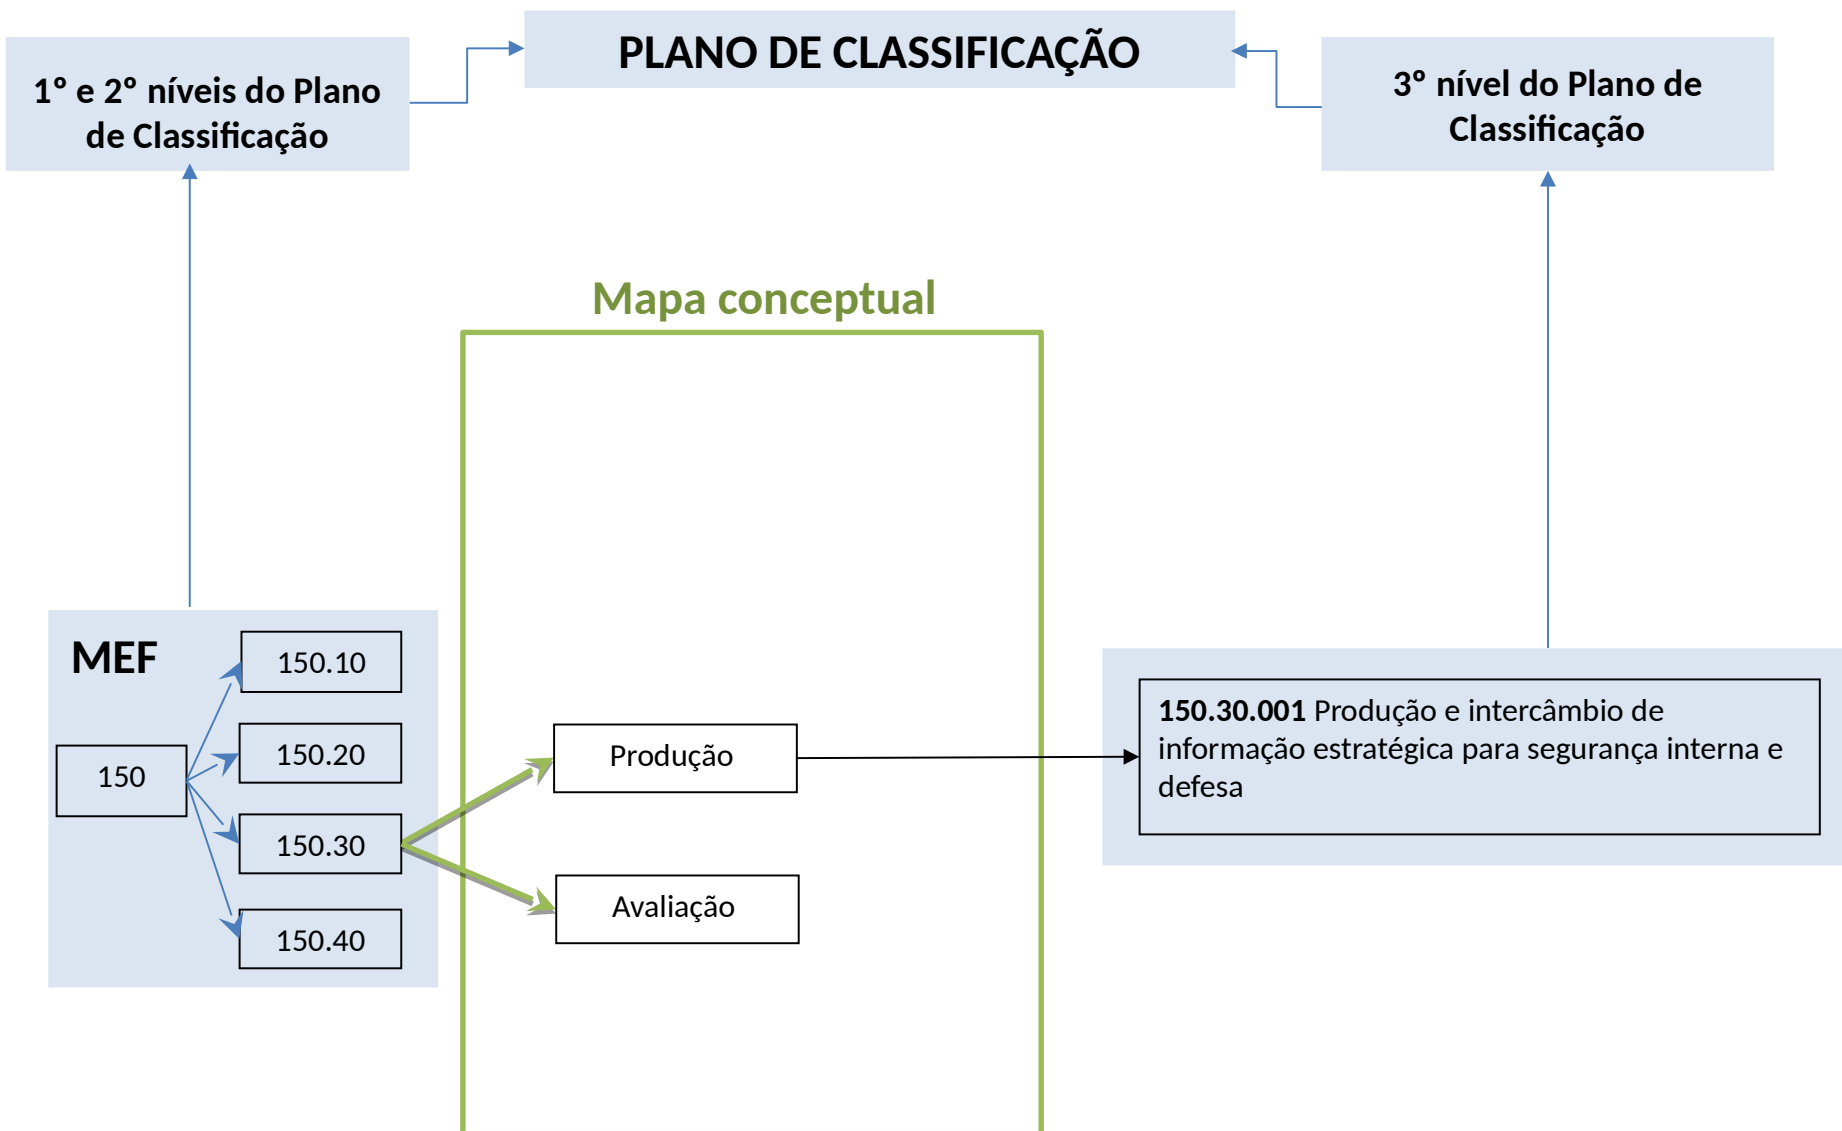 PLANO DE CLASSIFICAÇÃO
1º e 2º níveis do Plano
de Classificação
3º nível do Plano de
Classificação
Mapa conceptual
MEF
150
150.10
150.20
150.30
150.40
Produção
Avaliação
150.30.001 Produção e intercâmbio de
informação estratégica para segurança interna e
defesa